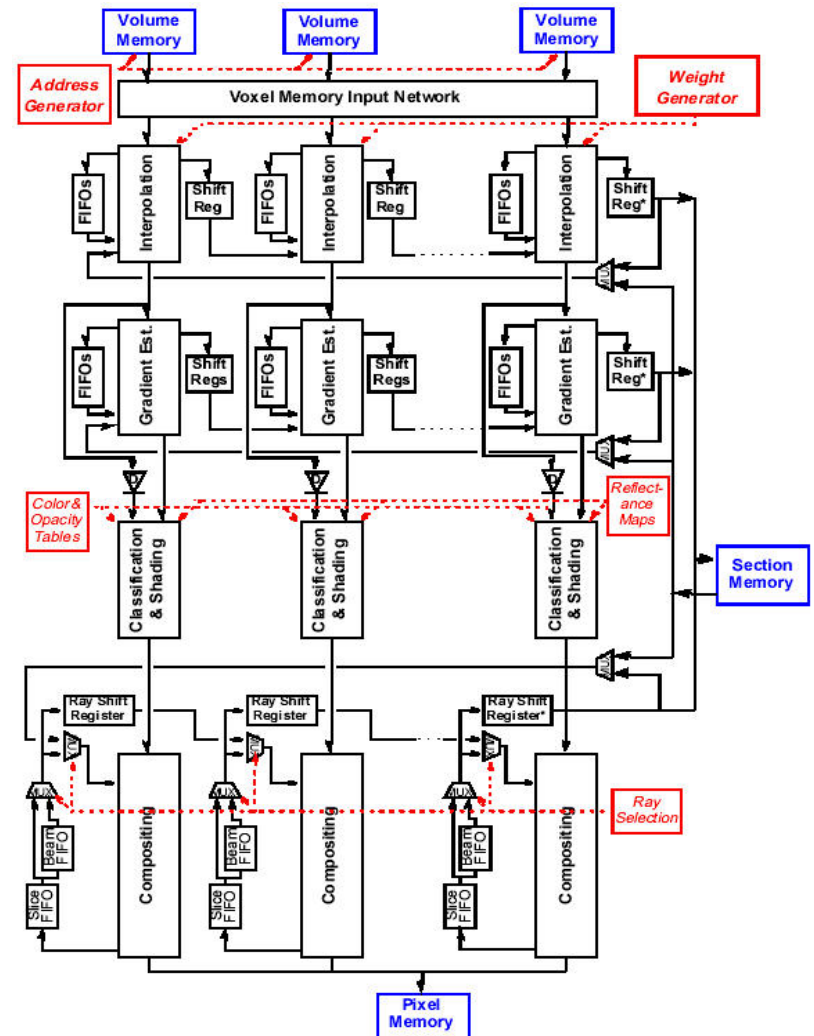 Volume
Memory
Volume
Memory
Volume
Memory
Address
Generator
Weight
Generator
Voxel Memory Input Network
FIFOs
Interpolation
Shift
Reg
FIFOs
Interpolation
Shift
Reg
FIFOs
Interpolation
Shift
Reg*
MUX
FIFOs
Gradient Est.
Shift
Regs
FIFOs
Gradient Est.
Shift
Regs
FIFOs
Gradient Est.
Shift
Reg*
MUX
D
D
D
Color&
Opacity
Tables
Reflect-
ance
Maps
Classification
& Shading
Classification
& Shading
Classification
& Shading
Section
Memory
MUX
Ray Shift
Register
Ray Shift
Register
Ray Shift
Register*
MUX
MUX
MUX
MUX
MUX
MUX
Ray
Selection
Beam
FIFO
Slice
FIFO
Compositing
Beam
FIFO
Slice
FIFO
Compositing
Beam
FIFO
Slice
FIFO
Compositing
Pixel
Memory